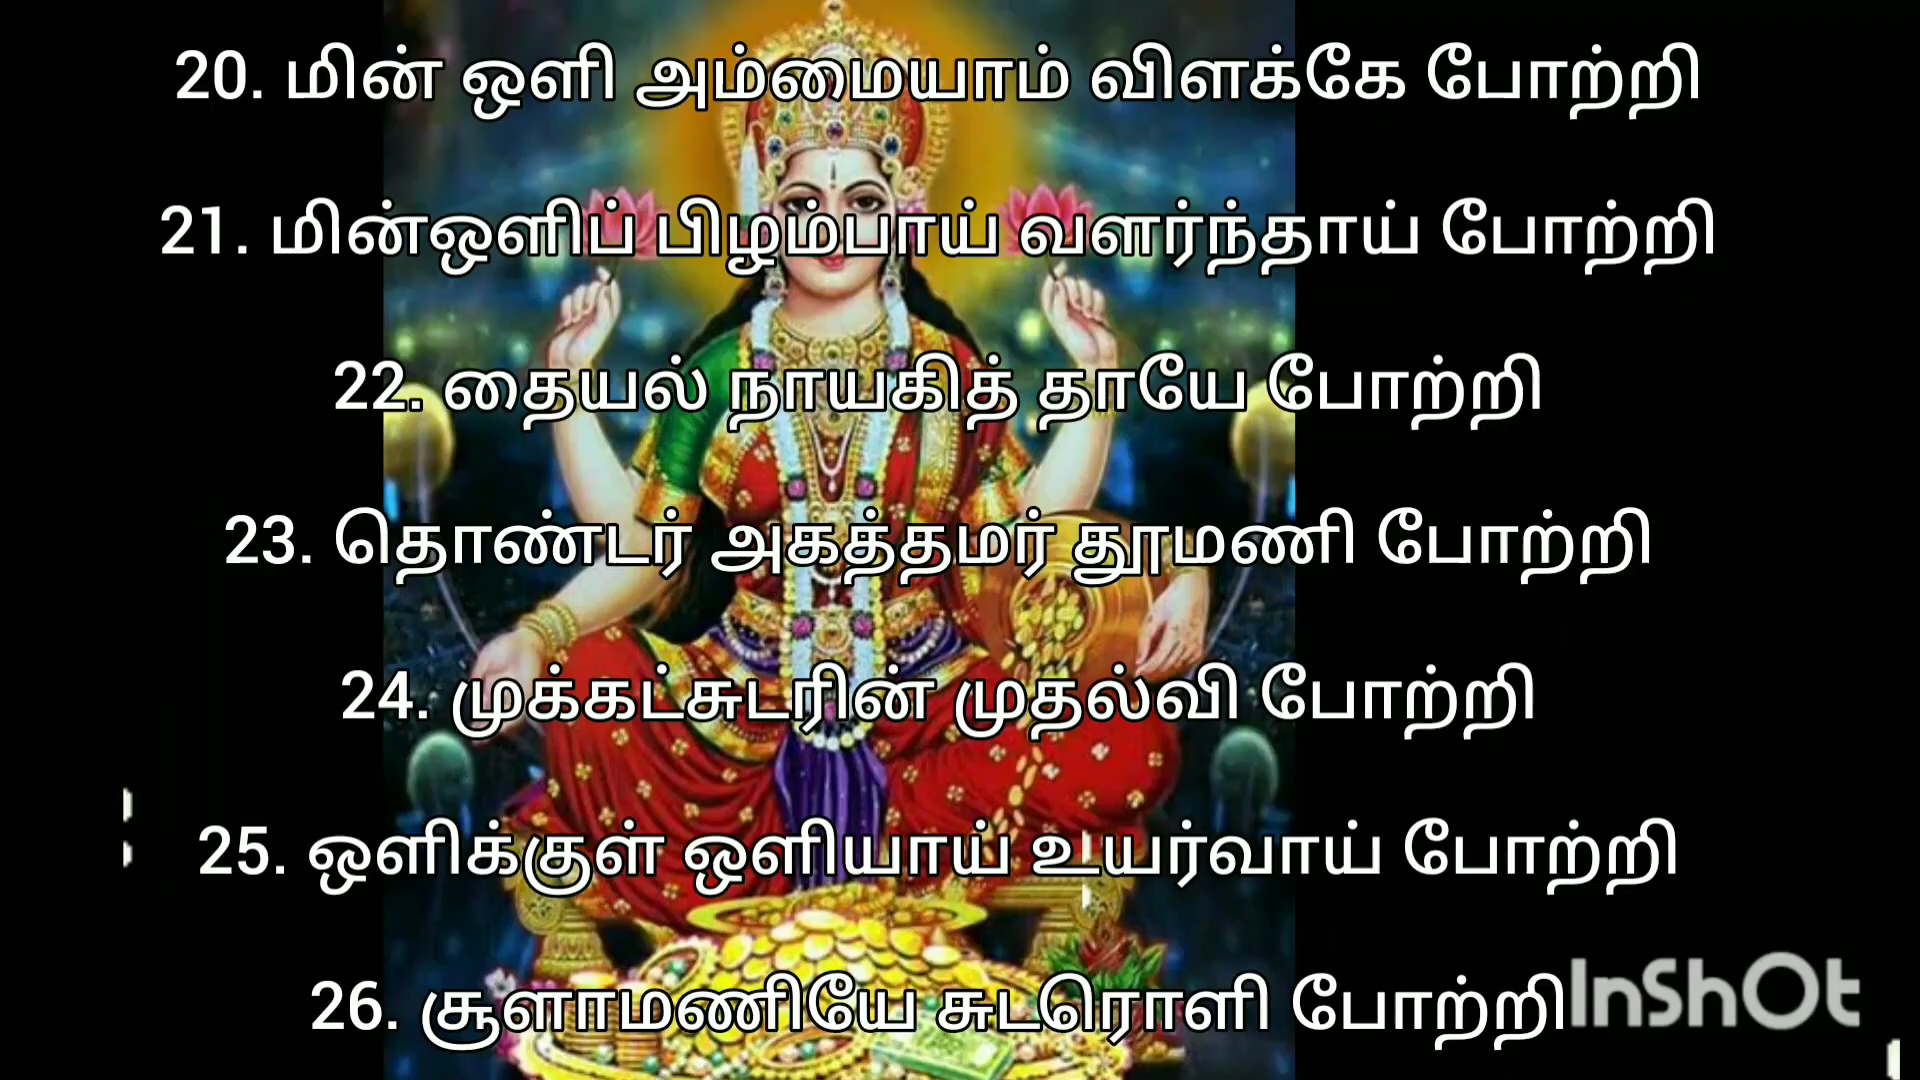 20. மின் ஒளி அம்மையாம் விளக்கே போற்றி
21. மின்ஒளிப் பிழம்பாய் வளர்ந்தாய் போற்றி
22. தையல் நாயகித் தாயே போற்றி
23. தொண்டர் அகத்தமர் தூமணி போற்றி
24. முக்கட்சுடரின் முதல்வி போற்றி
25. ஒளிக்குள் ஒளியாய் உயர்வாய் போற்றி
26. சூளாமணியே சுடரொளி போற்றி
InShOt